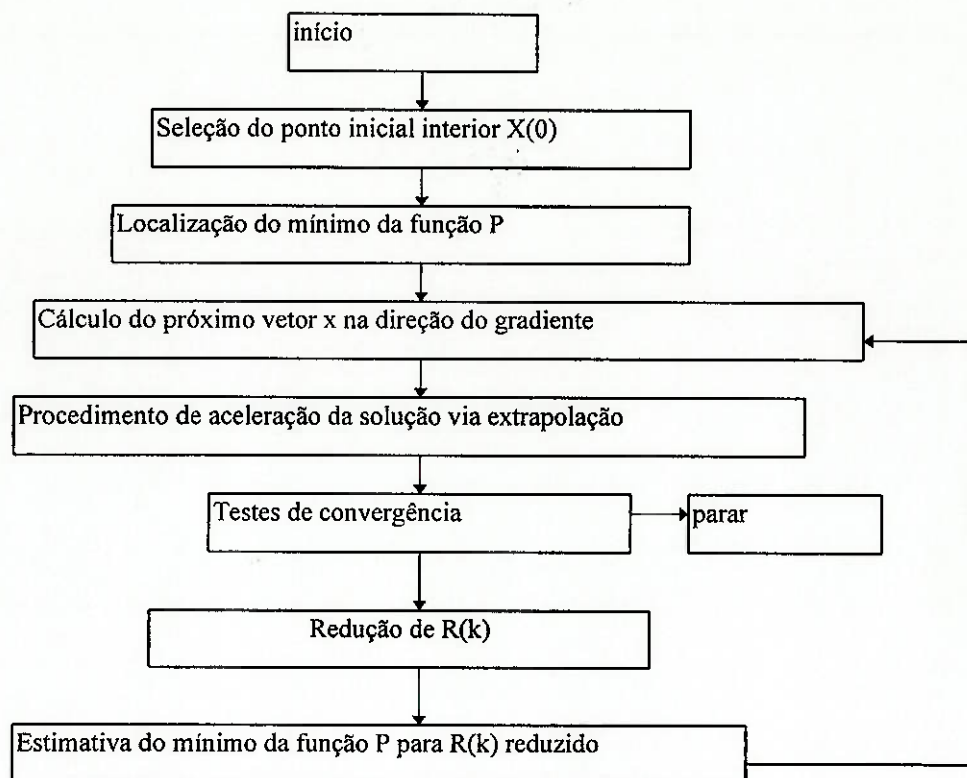 início
Seleção do ponto inicial interior X(0)
Localização do mínimo da função P
Cálculo do próximo vetor x na direção do gradiente
Procedimento de aceleração da solução via extrapolação
Testes de convergência
parar
Redução de R(k)
Estimativa do mínimo da função P para R(k) reduzido